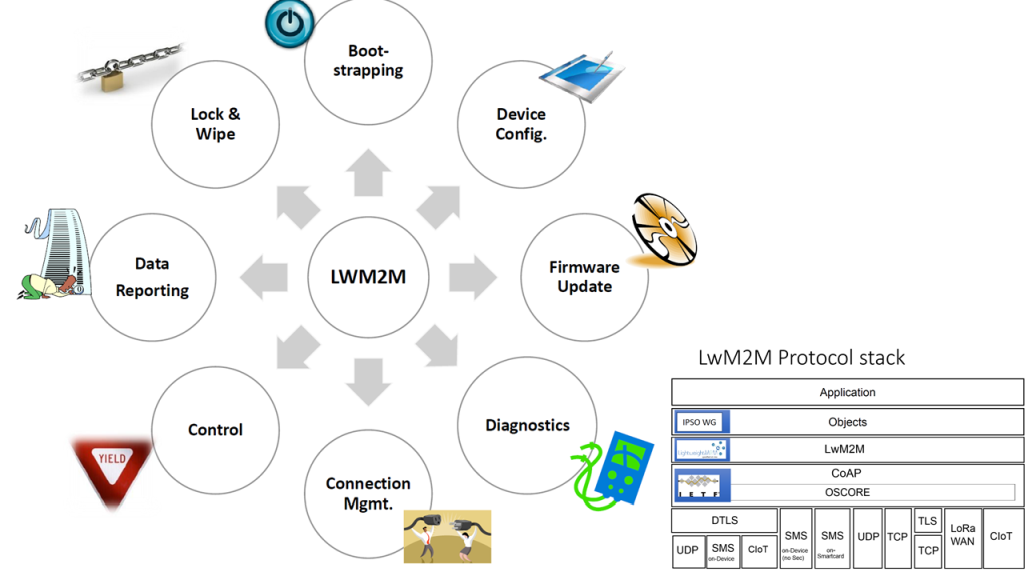 Boot-
strapping
Lock &
Wipe
Device
Config.
Data
Reporting
LWM2M
Firmware
Update
Control
YIELD
Diagnostics
Connection
Mgmt.
LwM2M Protocol stack
Application
IPSO WG
Objects
LwM2M
CoAP
I E T F
OSCORE
DTLS
UDP
SMS
on-Device
CIoT
SMS
on-Device
(no Sec)
SMS
on-
Smartcard
UDP
TCP
TLS
TCP
LoRa
WAN
CIoT